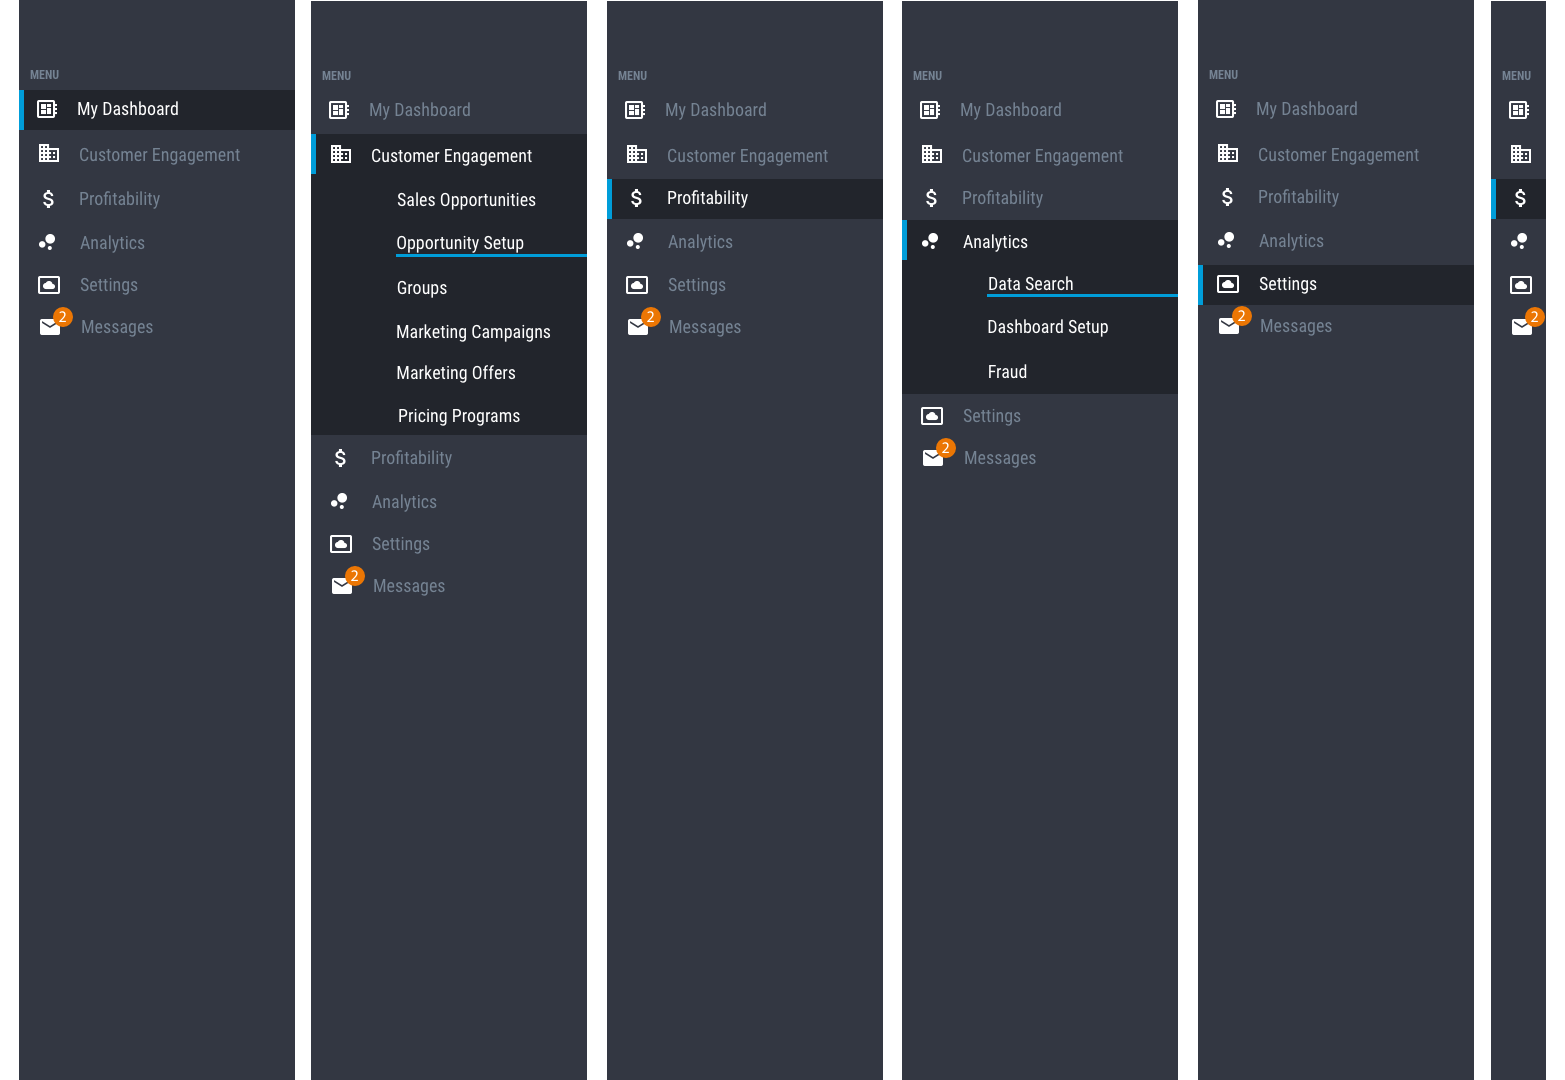 MENU
My Dashboard
Customer Engagement
Profitability
Analytics
Settings
2
Messages
MENU
My Dashboard
Customer Engagement
Sales Opportunities
Opportunity Setup
Groups
Marketing Campaigns
Marketing Offers
Pricing Programs
$ Profitability
Analytics
Settings
2
Messages
MENU
My Dashboard
Customer Engagement
Profitability
Analytics
Settings
2
Messages
MENU
My Dashboard
Customer Engagement
Profitability
Analytics
Data Search
Dashboard Setup
Fraud
Settings
2
Messages
MENU
My Dashboard
Customer Engagement
Profitability
Analytics
Settings
2
Messages
MENU
2